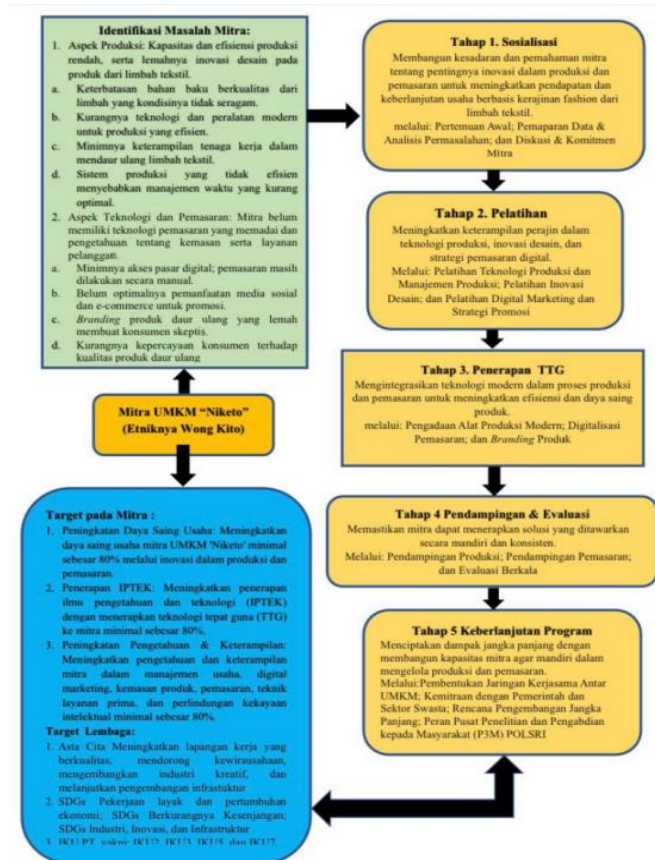 Identifikasi Masalah Mitra:
1. Aspek Produksi: Kapasitas dan efisiensi produksi
rendah, serta lemahnya inovasi desain pada
produk dari limbah tekstil.
a. Keterbatasan bahan baku berkualitas dari
limbah yang kondisinya tidak seragam.
b. Kurangnya teknologi dan peralatan modern
untuk produksi yang efisien.
c. Minimnya keterampilan tenaga kerja dalam
mendaur ulang limbah tekstil.
d. Sistem produksi yang tidak efisien
menyebabkan manajemen waktu yang kurang
optimal.
2. Aspek Teknologi dan Pemasaran: Mitra belum
memiliki teknologi pemasaran yang memadai dan
pengetahuan tentang kemasan serta layanan
pelanggan.
a. Minimnya akses pasar digital; pemasaran masih
dilakukan secara manual.
b. Belum optimalnya pemanfaatan media sosial
dan e-commerce untuk promosi.
c. Branding produk daur ulang yang lemah
membuat konsumen skeptis.
d. Kurangnya kepercayaan konsumen terhadap
kualitas produk daur ulang
Mitra UMKM “Niketo”
(Etniknya Wong Kito)
Target pada Mitra :
1. Peningkatan Daya Saing Usaha: Meningkatkan
daya saing usaha mitra UMKM 'Niketo' minimal
sebesar 80% melalui inovasi dalam produksi dan
pemasaran.
2. Penerapan IPTEK: Meningkatkan penerapan
ilmu pengetahuan dan teknologi (IPTEK)
dengan menerapkan teknologi tepat guna (TTG)
ke mitra minimal sebesar 80%.
3. Peningkatan Pengetahuan & Keterampilan:
Meningkatkan pengetahuan dan keterampilan
mitra dalam manajemen usaha, digital
marketing, kemasan produk, pemasaran, teknik
layanan prima, dan perlindungan kekayaan
intelektual minimal sebesar 80%.
Target Lembaga:
1. Asta Cita Meningkatkan lapangan kerja yang
berkualitas, mendorong kewirausahaan,
mengembangkan industri kreatif, dan
melanjutkan pengembangan infrastuktur
2. SDGs Pekerjaan layak dan pertumbuhan
ekonomi; SDGs Berkurangnya Kesenjangan;
SDGs Industri, Inovasi, dan Infrastruktur
3. IKU PT, yakni: IKU2, IKU3, IKU5, dan IKU7
Tahap 1. Sosialisasi
Membangun kesadaran dan pemahaman mitra
tentang pentingnya inovasi dalam produksi dan
pemasaran untuk meningkatkan pendapatan dan
keberlanjutan usaha berbasis kerajinan fashion dari
limbah tekstil.
melalui: Pertemuan Awal; Pemaparan Data &
Analisis Permasalahan; dan Diskusi & Komitmen
Mitra
Tahap 2. Pelatihan
Meningkatkan keterampilan perajin dalam
teknologi produksi, inovasi desain, dan
strategi pemasaran digital.
Melalui: Pelatihan Teknologi Produksi dan
Manajemen Produksi; Pelatihan Inovasi
Desain; dan Pelatihan Digital Marketing dan
Strategi Promosi
Tahap 3. Penerapan TTG
Mengintegrasikan teknologi modern dalam proses produksi
dan pemasaran untuk meningkatkan efisiensi dan daya saing
produk.
melalui: Pengadaan Alat Produksi Modern; Digitalisasi
Pemasaran; dan Branding Produk
Tahap 4 Pendampingan & Evaluasi
Memastikan mitra dapat menerapkan solusi yang ditawarkan
secara mandiri dan konsisten.
Melalui: Pendampingan Produksi; Pendampingan Pemasaran;
dan Evaluasi Berkala
Tahap 5 Keberlanjutan Program
Menciptakan dampak jangka panjang dengan
membangun kapasitas mitra agar mandiri dalam
mengelola produksi dan pemasaran.
Melalui:Pembentukan Jaringan Kerjasama Antar
UMKM; Kemitraan dengan Pemerintah dan
Sektor Swasta; Rencana Pengembangan Jangka
Panjang; Peran Pusat Penelitian dan Pengabdian
kepada Masyarakat (P3M) POLSRI